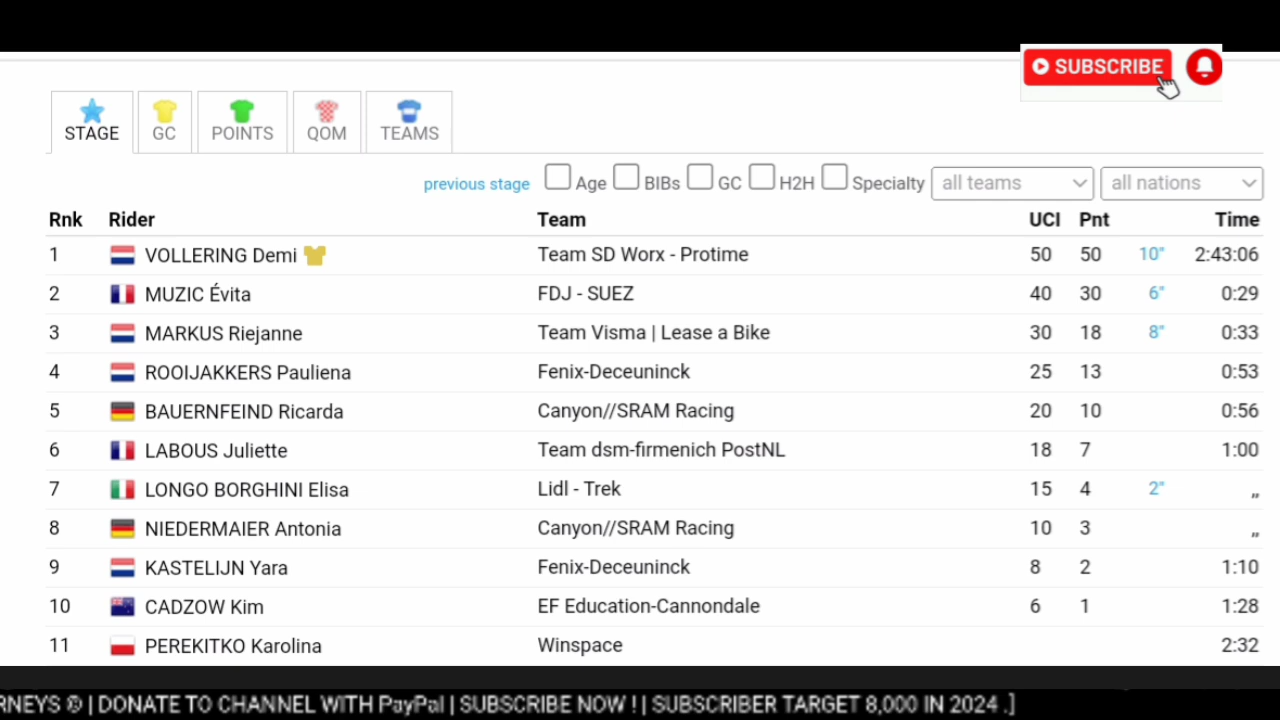 SUBSCRIBE
STAGE GC POINTS QOM TEAMS
previous stage Age BIBs GC H2H Specialty all teams all nations
Rnk Rider Team UCI Pnt Time
1 VOLLERING Demi Team SD Worx - Protime 50 50 10" 2:43:06
2 MUZIC Évita FDJ - SUEZ 40 30 6" 0:29
3 MARKUS Riejanne Team Visma | Lease a Bike 30 18 8" 0:33
4 ROOIJAKKERS Pauliena Fenix-Deceuninck 25 13 0:53
5 BAUERNFEIND Ricarda Canyon//SRAM Racing 20 10 0:56
6 LABOUS Juliette Team dsm-firmenich PostNL 18 7 1:00
7 LONGO BORGHINI Elisa Lidl - Trek 15 4 2" ,,
8 NIEDERMAIER Antonia Canyon//SRAM Racing 10 3 ,,
9 KASTELIJN Yara Fenix-Deceuninck 8 2 1:10
10 CADZOW Kim EF Education-Cannondale 6 1 1:28
11 PEREKITKO Karolina Winspace 2:32
RNEYS © | DONATE TO CHANNEL WITH PayPal | SUBSCRIBE NOW ! | SUBSCRIBER TARGET 8,000 IN 2024 .]